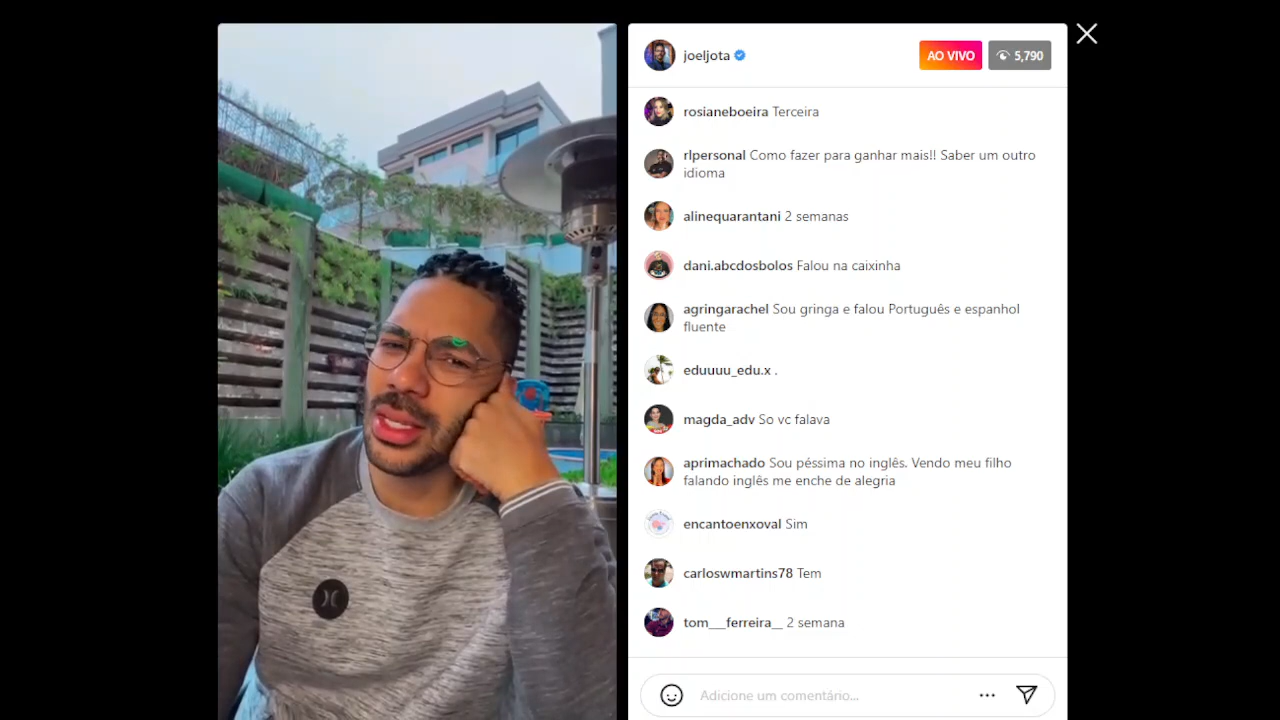 joeljota
AO VIVO
5,790
rosianeboeira Terceira
rlpersonal Como fazer para ganhar mais!! Saber um outro
idioma
alinequarantani 2 semanas
dani.abcdosbolos Falou na caixinha
agringarachel Sou gringa e falou Português e espanhol
fluente
eduuuu_edu.x .
magda_adv So vc falava
aprimachado Sou péssima no inglês. Vendo meu filho
falando inglês me enche de alegria
encantoenxoval Sim
carloswmartins78 Tem
tom___ferreira__ 2 semana
Adicione um comentário...